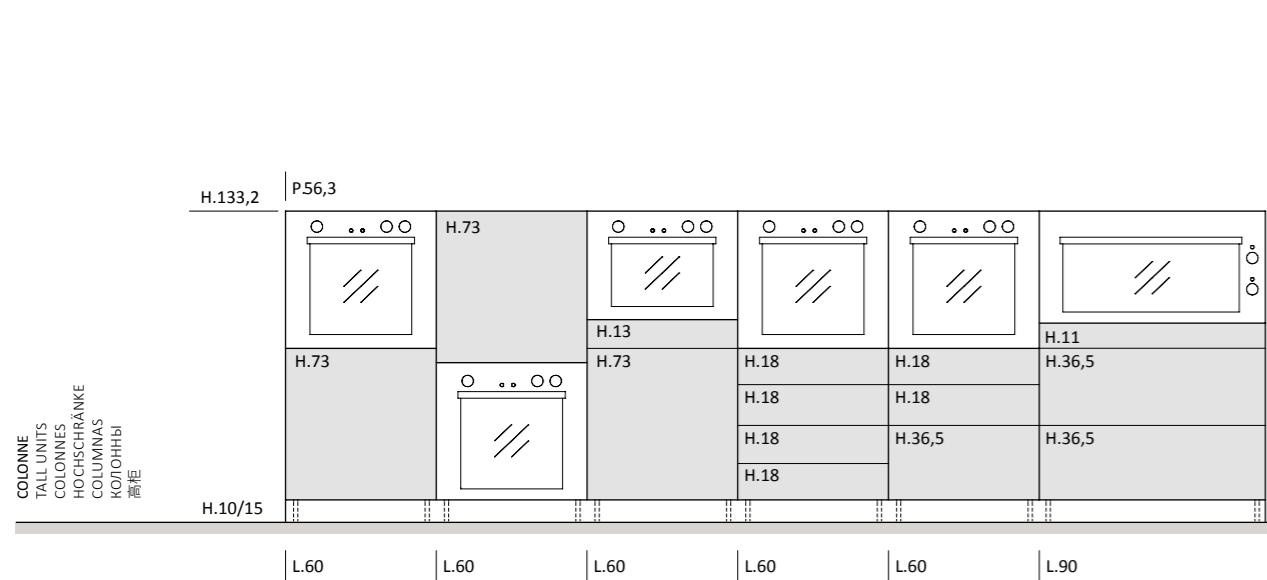 H.133,2
P.56,3
H.73
H.13
H.11
H.73
H.73
H.18
H.18
H.36,5
H.18
H.18
H.18
H.36,5
H.36,5
H.18
COLONNE
TALL UNITS
COLONNES
HOCHSCHRÄNKE
COLUMNAS
КОЛОННЫ
高柜
H.10/15
L.60
L.60
L.60
L.60
L.60
L.90